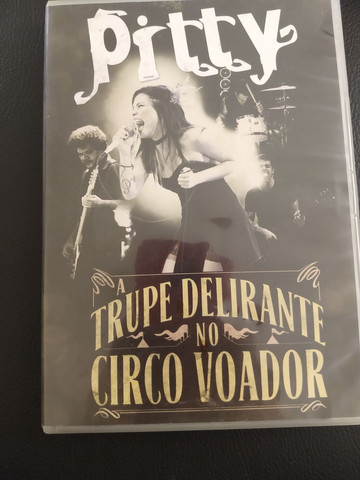 Pitty
A
TRUPE DELIRANTE
NO
CIRCO VOADOR